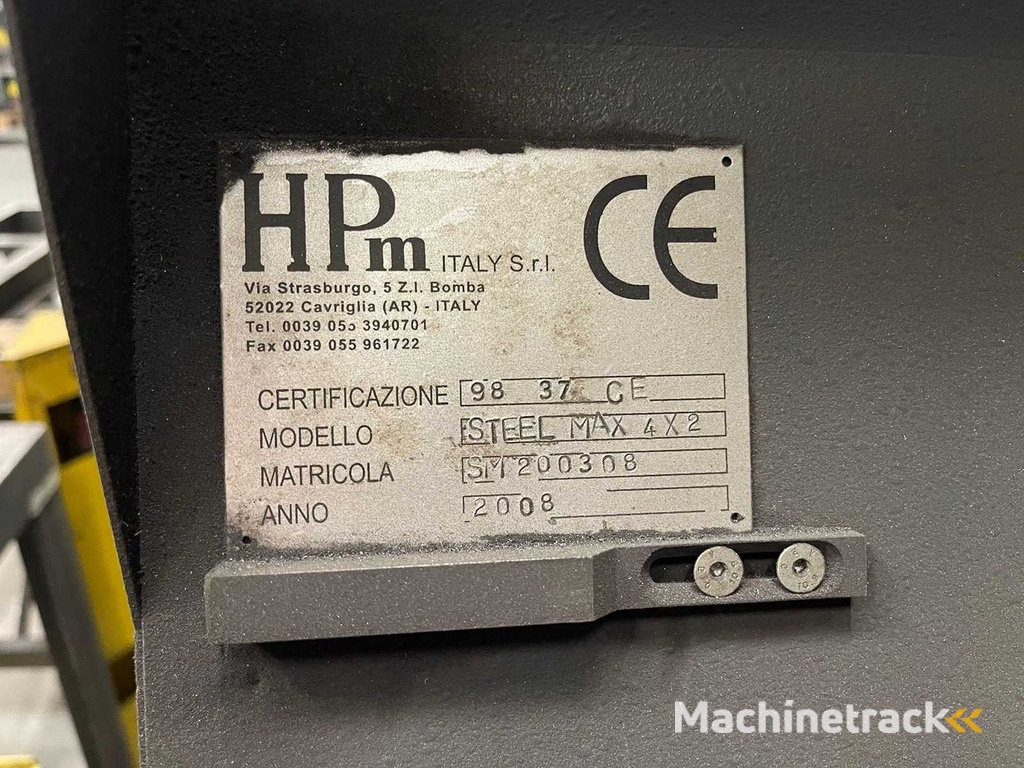 HPm ITALY S.r.l.
CE
Via Strasburgo, 5 Z.I. Bomba
52022 Cavriglia (AR) - ITALY
Tel. 0039 055 3940701
Fax 0039 055 961722
CERTIFICAZIONE 98 37 CE
MODELLO STEEL MAX 4X2
MATRICOLA SM200308
ANNO 2008
Machinetrack